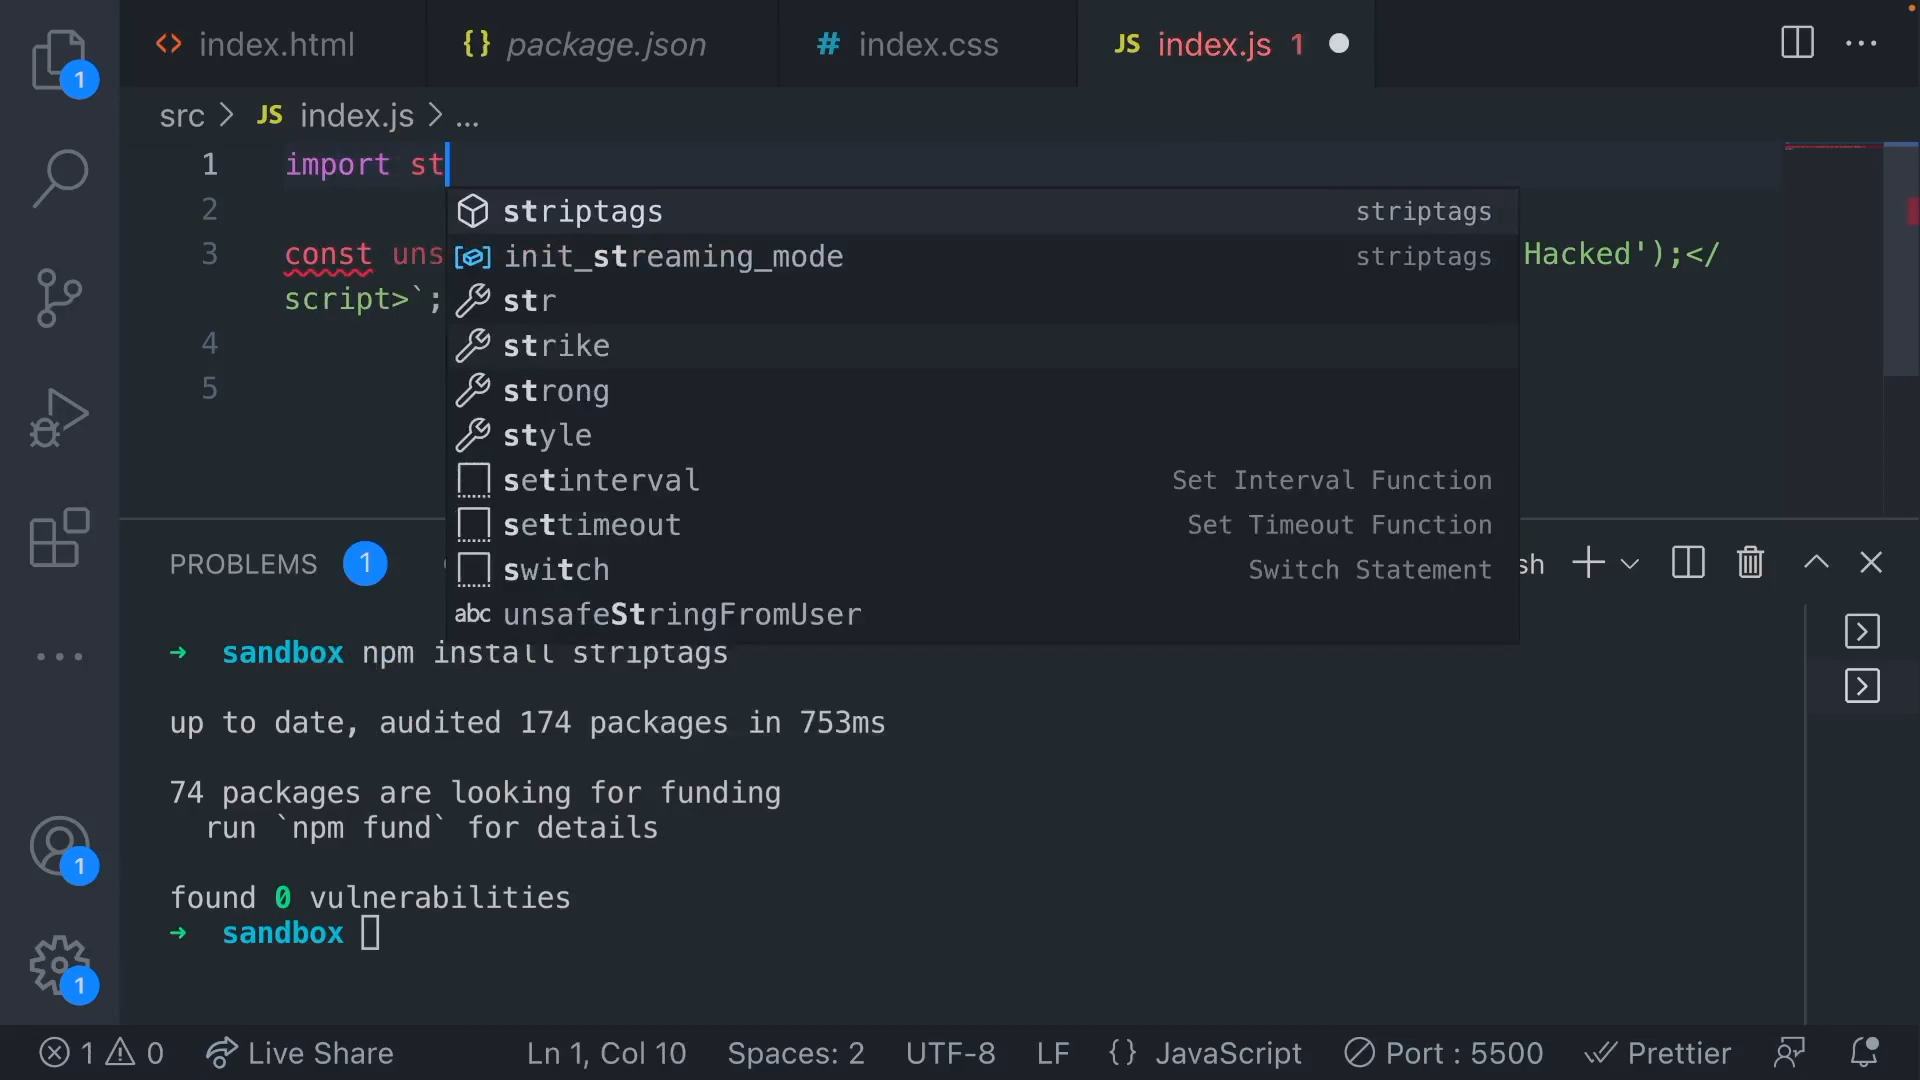 index.html
{} package.json
# index.css
JS index.js 1
1
src > JS index.js > ...
1 import st
2
3 const uns Hacked');</
script>`;
4
5
striptags striptags
init_streaming_mode striptags
str
strike
strong
style
setinterval Set Interval Function
settimeout Set Timeout Function
switch Switch Statement
abc unsafeStringFromUser
PROBLEMS 1 sh
→ sandbox npm install striptags
up to date, audited 174 packages in 753ms
74 packages are looking for funding
run `npm fund` for details
found 0 vulnerabilities
→ sandbox
1
1
1 0 Live Share Ln 1, Col 10 Spaces: 2 UTF-8 LF {} JavaScript Port : 5500 Prettier